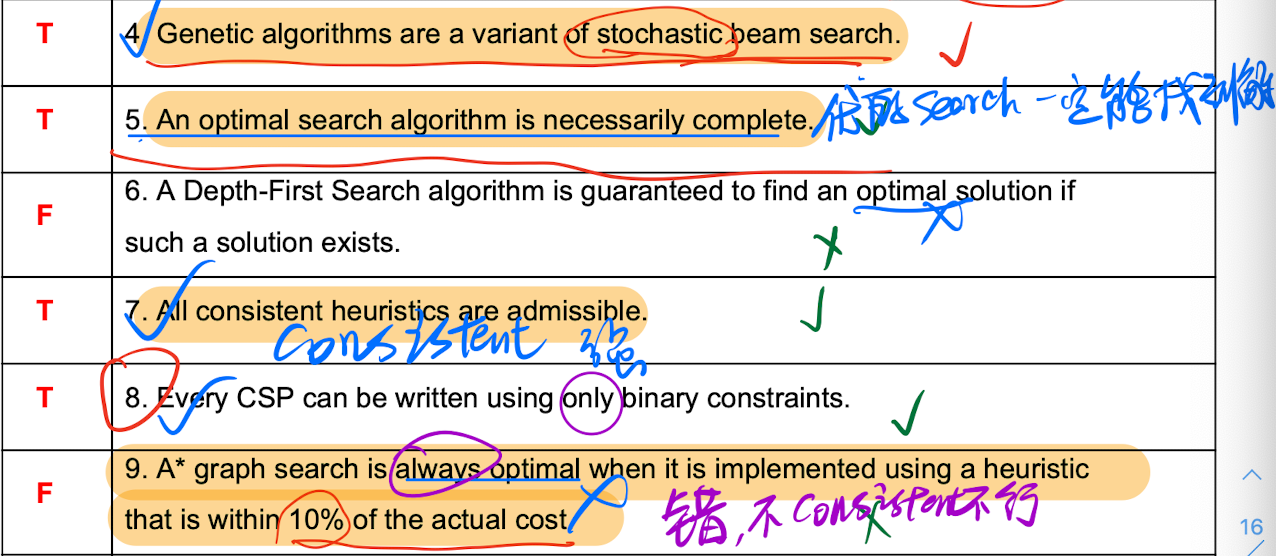 T 4. Genetic algorithms are a variant of stochastic beam search.
T 5. An optimal search algorithm is necessarily complete. 优的search一定能找到解
F 6. A Depth-First Search algorithm is guaranteed to find an optimal solution if
such a solution exists.
T 7. All consistent heuristics are admissible.
consistent 强
T 8. Every CSP can be written using only binary constraints.
F 9. A* graph search is always optimal when it is implemented using a heuristic
that is within 10% of the actual cost. 错,不consistent不行
16